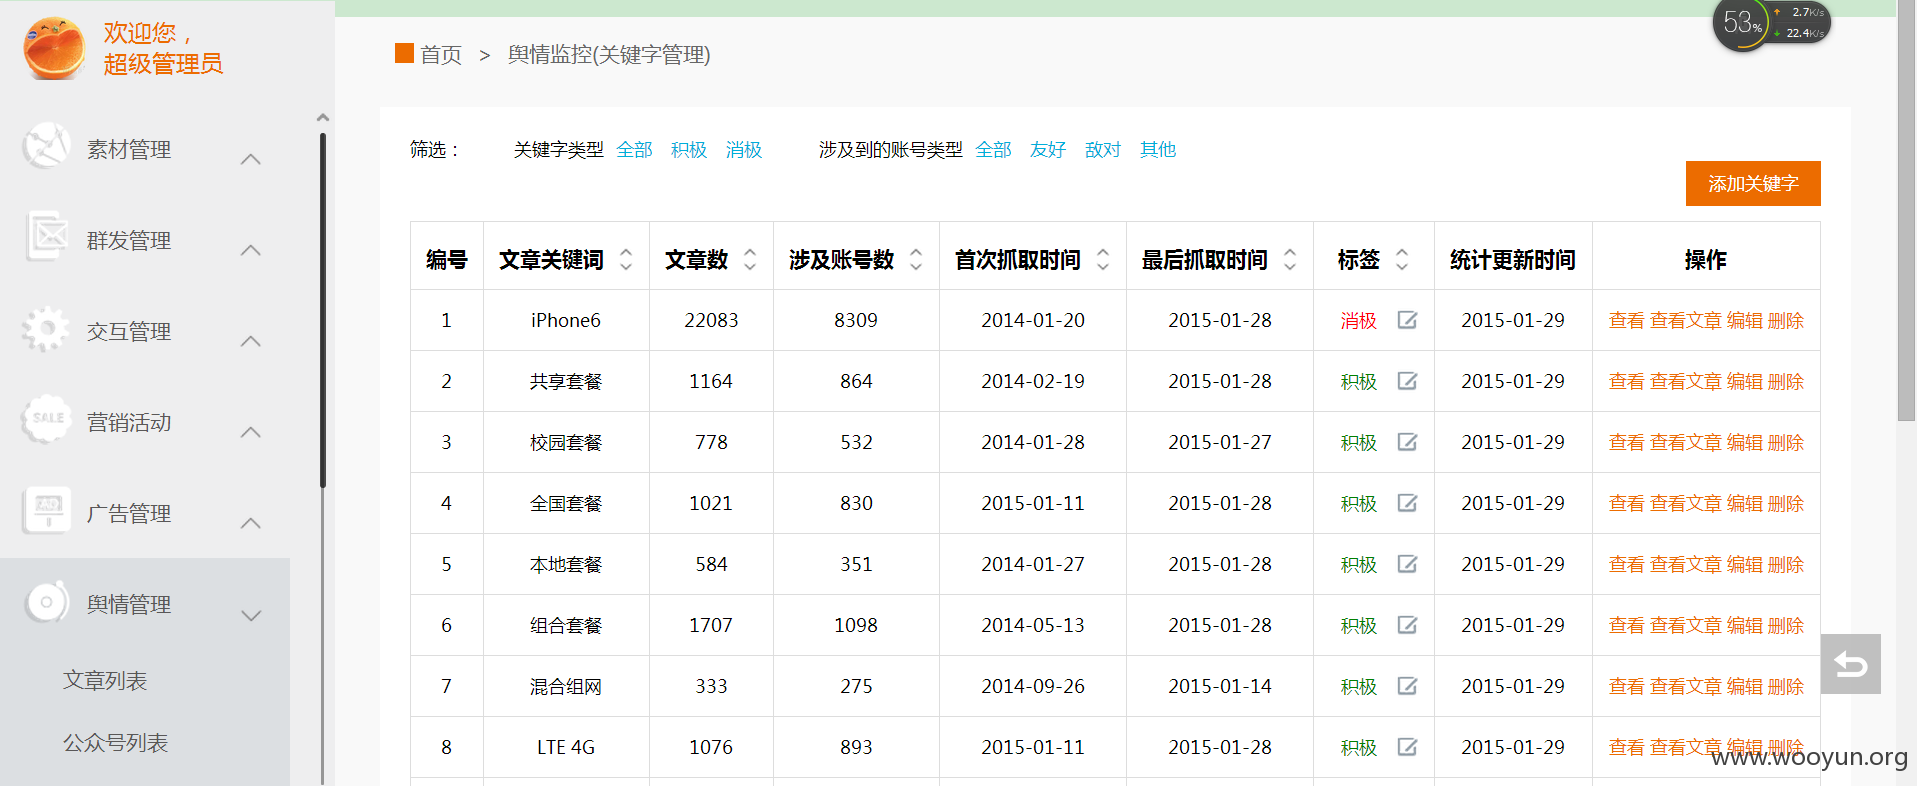 欢迎您，
超级管理员
素材管理
群发管理
交互管理
SALE
营销活动
广告管理
舆情管理
文章列表
公众号列表
53%
2.7K/s
22.4K/s
首页 > 舆情监控(关键字管理)
筛选： 关键字类型 全部 积极 消极 涉及到的账号类型 全部 友好 敌对 其他
添加关键字
编号 文章关键词 文章数 涉及账号数 首次抓取时间 最后抓取时间 标签 统计更新时间 操作
1 iPhone6 22083 8309 2014-01-20 2015-01-28 消极 2015-01-29 查看 查看文章 编辑 删除
2 共享套餐 1164 864 2014-02-19 2015-01-28 积极 2015-01-29 查看 查看文章 编辑 删除
3 校园套餐 778 532 2014-01-28 2015-01-27 积极 2015-01-29 查看 查看文章 编辑 删除
4 全国套餐 1021 830 2015-01-11 2015-01-28 积极 2015-01-29 查看 查看文章 编辑 删除
5 本地套餐 584 351 2014-01-27 2015-01-28 积极 2015-01-29 查看 查看文章 编辑 删除
6 组合套餐 1707 1098 2014-05-13 2015-01-28 积极 2015-01-29 查看 查看文章 编辑 删除
7 混合组网 333 275 2014-09-26 2015-01-14 积极 2015-01-29 查看 查看文章 编辑 删除
8 LTE 4G 1076 893 2015-01-11 2015-01-28 积极 2015-01-29 查看 查看文章 编辑 删除
www.wooyun.org